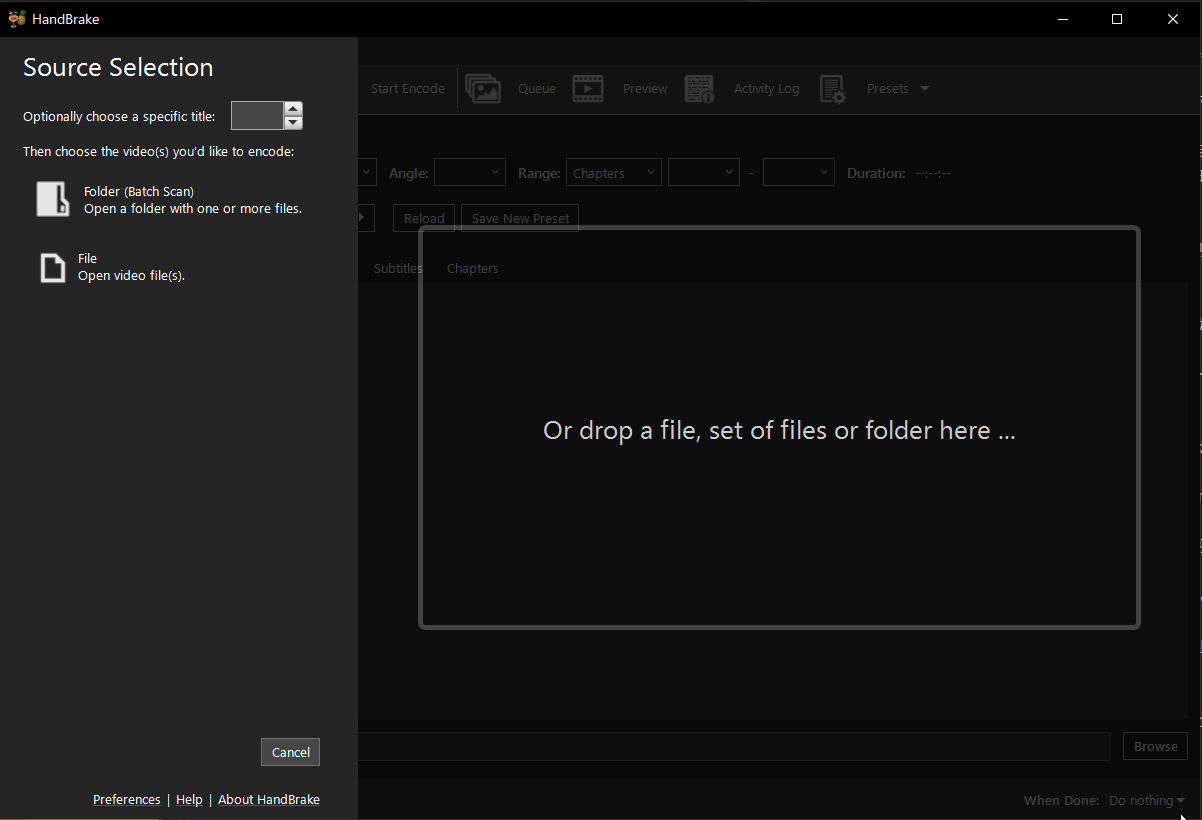 HandBrake
Source Selection
Optionally choose a specific title:
Then choose the video(s) you'd like to encode:
Folder (Batch Scan)
Open a folder with one or more files.
File
Open video file(s).
Cancel
Preferences | Help | About HandBrake
Start Encode Queue Preview Activity Log Presets
Angle: Range: Chapters - Duration: --:--:--
Reload Save New Preset
Subtitles Chapters
Or drop a file, set of files or folder here ...
Browse
When Done: Do nothing